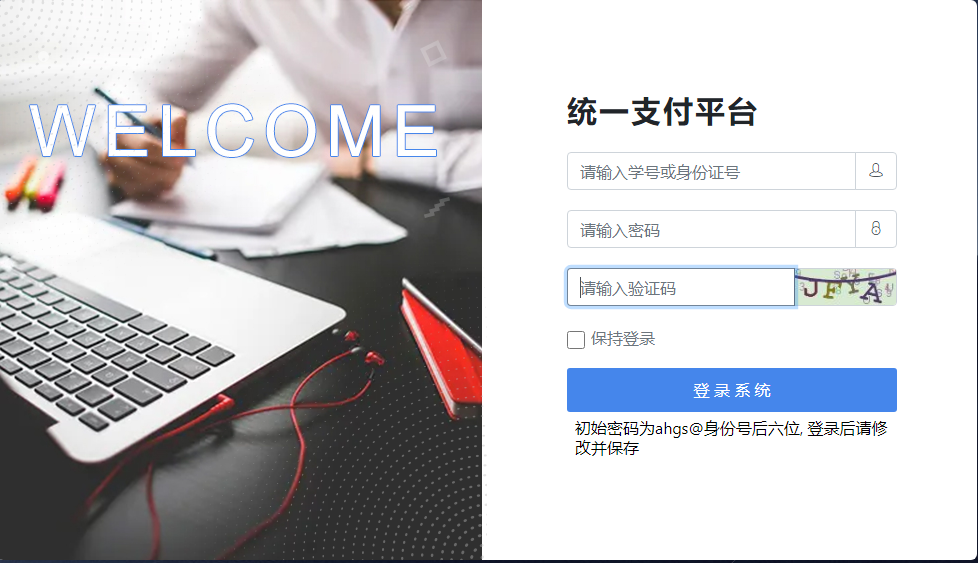 WELCOME
统一支付平台
请输入学号或身份证号
请输入密码
请输入验证码
保持登录
登录系统
初始密码为ahgs@身份号后六位, 登录后请修
改并保存